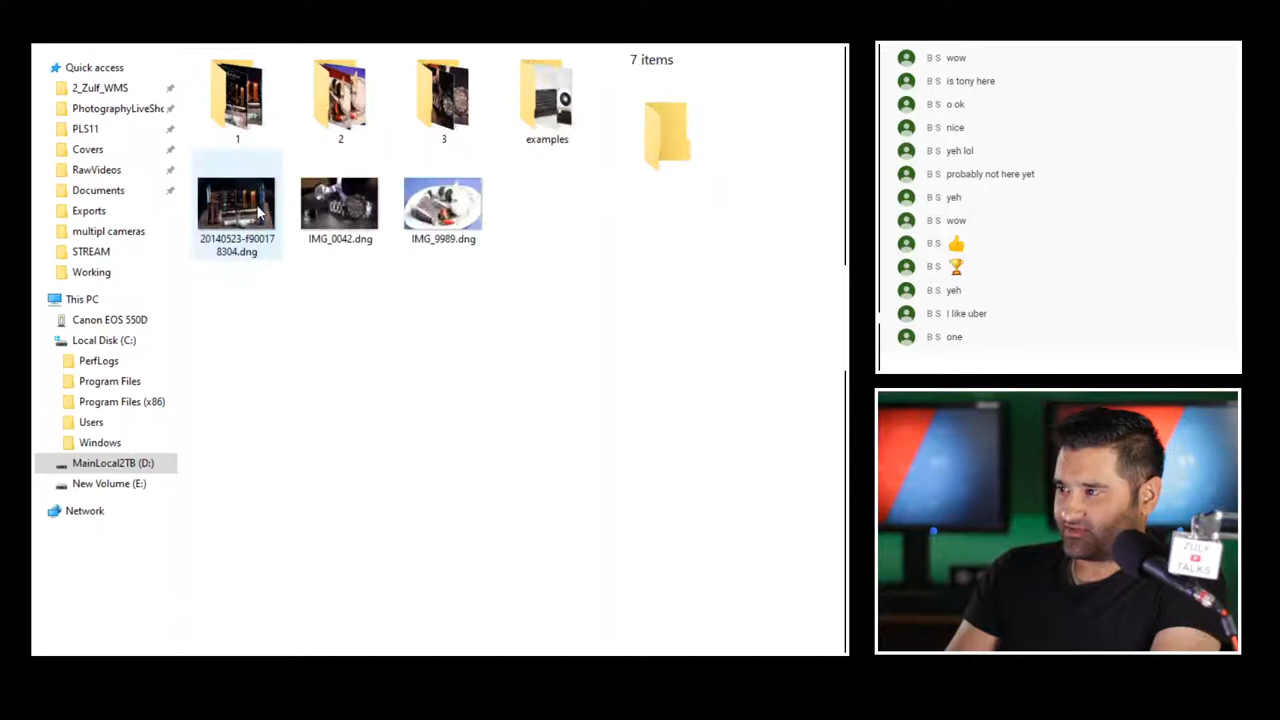 Quick access
2_Zulf_WMS
PhotographyLiveSho
PLS11
Covers
RawVideos
Documents
Exports
multipl cameras
STREAM
Working
This PC
Canon EOS 550D
Local Disk (C:)
PerfLogs
Program Files
Program Files (x86)
Users
Windows
MainLocal2TB (D:)
New Volume (E:)
Network
1
2
3
examples
20140523-f90017
8304.dng
IMG_0042.dng
IMG_9989.dng
7 items
B S wow
B S is tony here
B S o ok
B S nice
B S yeh lol
B S probably not here yet
B S yeh
B S wow
B S 👍
B S 🏆
B S yeh
B S I like uber
B S one
ZULF
TALKS